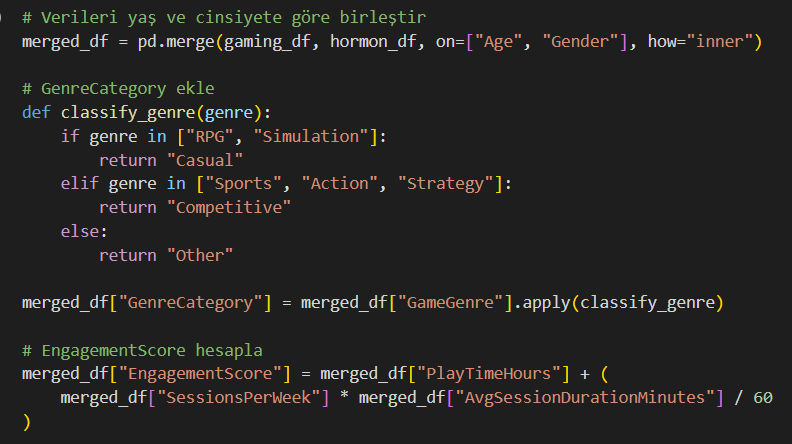 # Verileri yaş ve cinsiyete göre birleştir
merged_df = pd.merge(gaming_df, hormon_df, on=["Age", "Gender"], how="inner")
# GenreCategory ekle
def classify_genre(genre):
    if genre in ["RPG", "Simulation"]:
        return "Casual"
    elif genre in ["Sports", "Action", "Strategy"]:
        return "Competitive"
    else:
        return "Other"
merged_df["GenreCategory"] = merged_df["GameGenre"].apply(classify_genre)
# EngagementScore hesapla
merged_df["EngagementScore"] = merged_df["PlayTimeHours"] + (
    merged_df["SessionsPerWeek"] * merged_df["AvgSessionDurationMinutes"] / 60
)